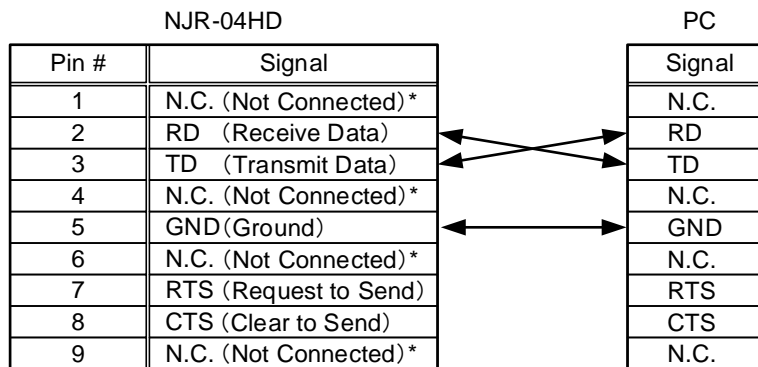 NJR-04HD PC
Pin # Signal Signal
1 N.C. (Not Connected)* N.C.
2 RD (Receive Data) RD
3 TD (Transmit Data) TD
4 N.C. (Not Connected)* N.C.
5 GND (Ground) GND
6 N.C. (Not Connected)* N.C.
7 RTS (Request to Send) RTS
8 CTS (Clear to Send) CTS
9 N.C. (Not Connected)* N.C.